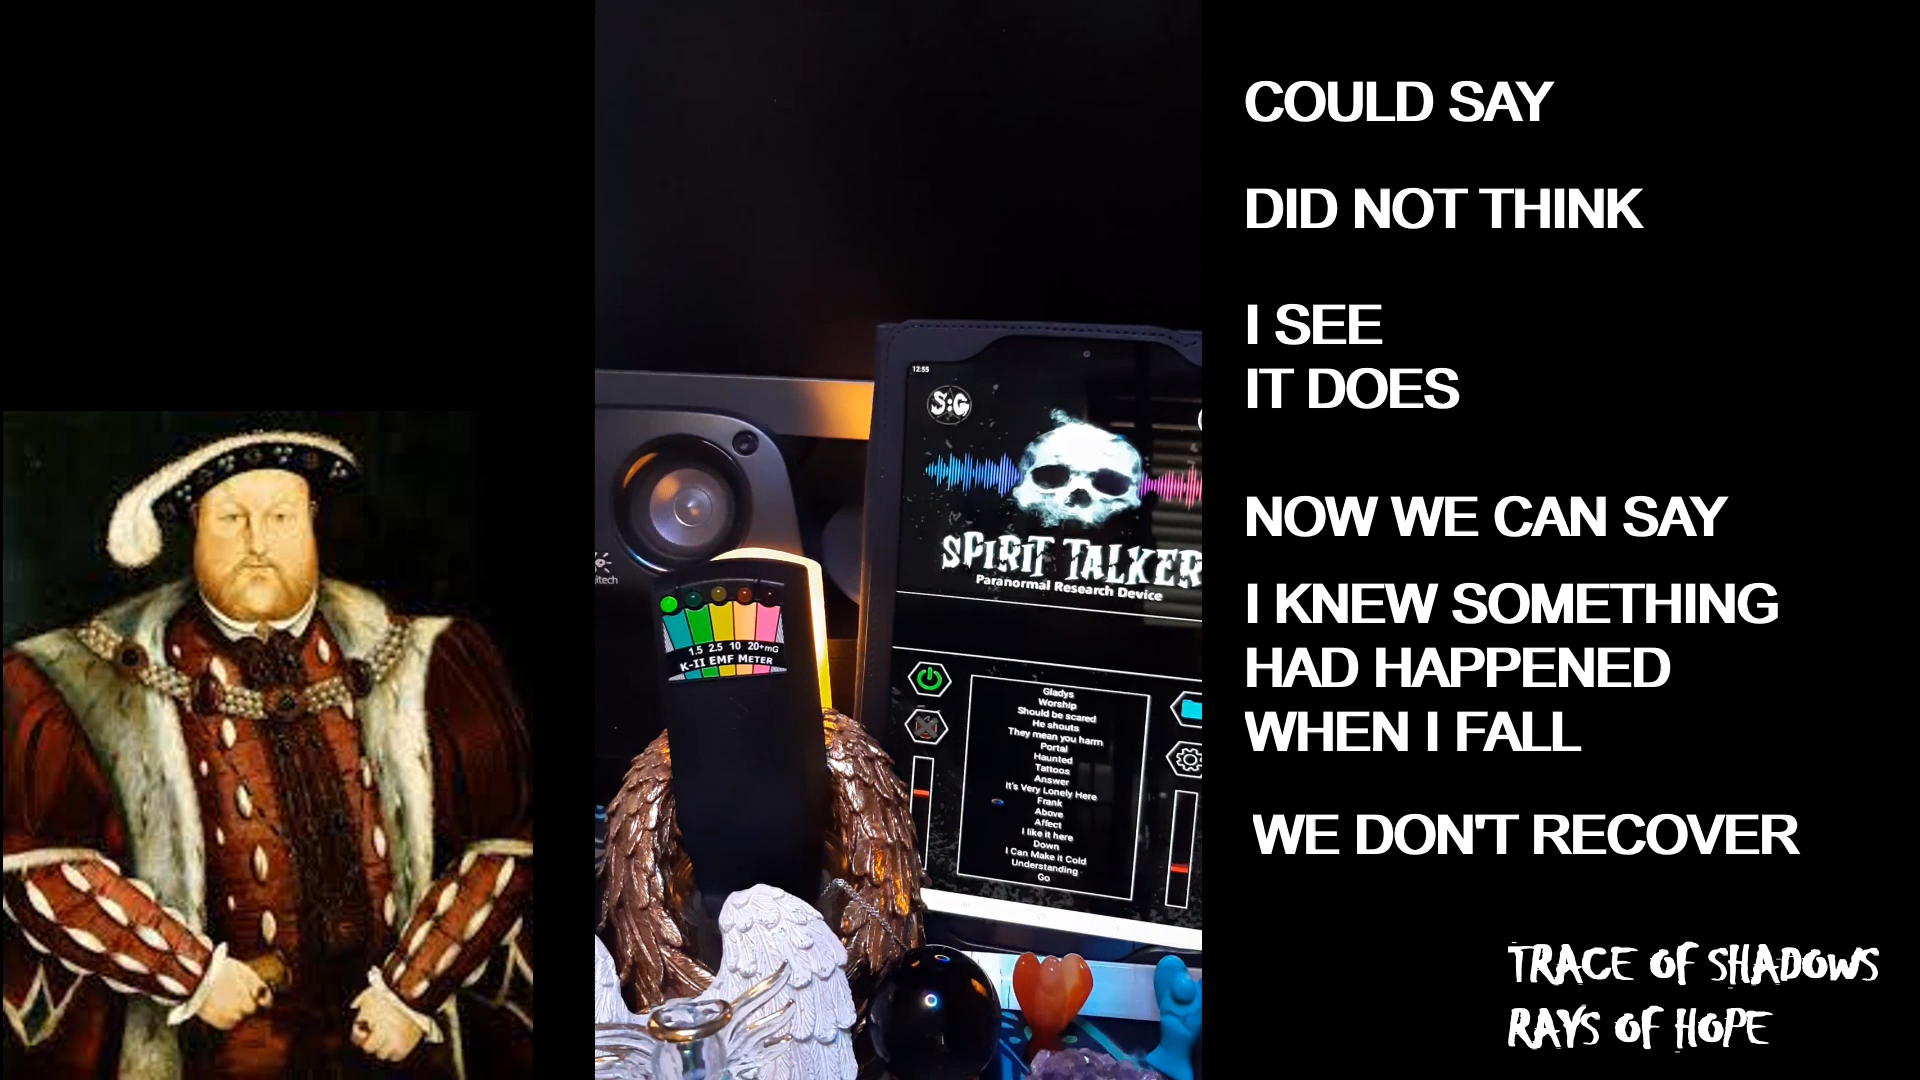 12:55
S:G
SPIRIT TALKER
Paranormal Research Device
1.5 2.5 10 20+mG
K-II EMF METER
Gladys
Worship
Should be scared
He shouts
They mean you harm
Portal
Haunted
Tattoos
Answer
It's Very Lonely Here
Frank
Above
Affect
I like it here
Down
I Can Make it Cold
Understanding
Go
COULD SAY
DID NOT THINK
I SEE
IT DOES
NOW WE CAN SAY
I KNEW SOMETHING
HAD HAPPENED
WHEN I FALL
WE DON'T RECOVER
TRACE OF SHADOWS
RAYS OF HOPE